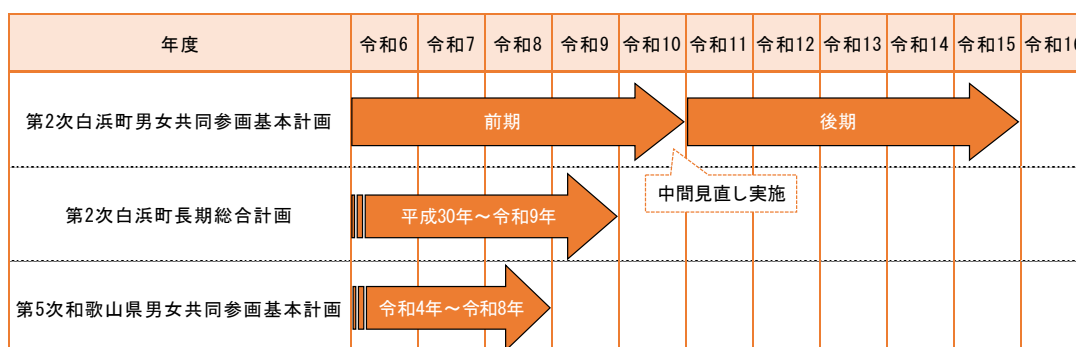 年度 令和6 令和7 令和8 令和9 令和10 令和11 令和12 令和13 令和14 令和15 令和16
第2次白浜町男女共同参画基本計画 前期 後期
中間見直し実施
第2次白浜町長期総合計画 平成30年～令和9年
第5次和歌山県男女共同参画基本計画 令和4年～令和8年